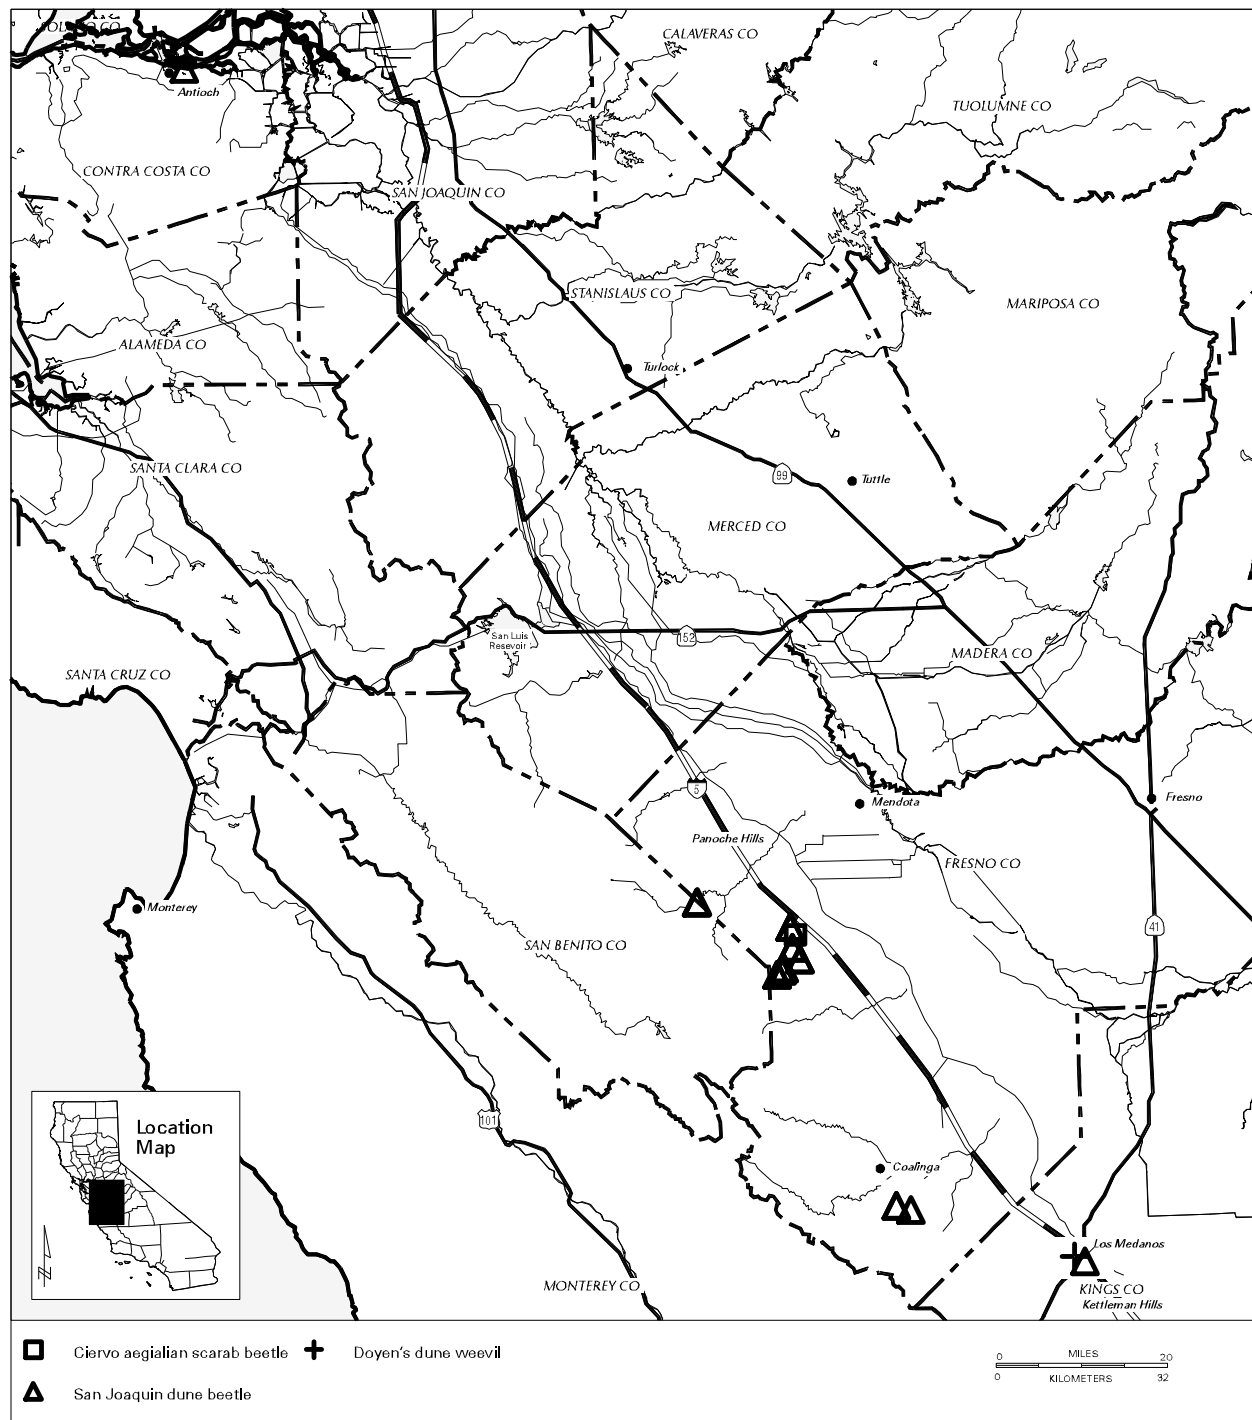 SOLANO CO
CALAVERAS CO
Antioch
TUOLUMNE CO
CONTRA COSTA CO
SAN JOAQUIN CO
STANISLAUS CO
MARIPOSA CO
ALAMEDA CO
Turlock
SANTA CLARA CO
99
Tuttle
MERCED CO
San Luis
Resevoir
152
MADERA CO
SANTA CRUZ CO
5
Mendota
Fresno
Panoche Hills
FRESNO CO
Monterey
41
SAN BENITO CO
101
Location
Map
Coalinga
N
Los Medanos
MONTEREY CO
KINGS CO
Kettleman Hills
Ciervo aegialian scarab beetle
Doyen's dune weevil
San Joaquin dune beetle
0 MILES 20
0 KILOMETERS 32